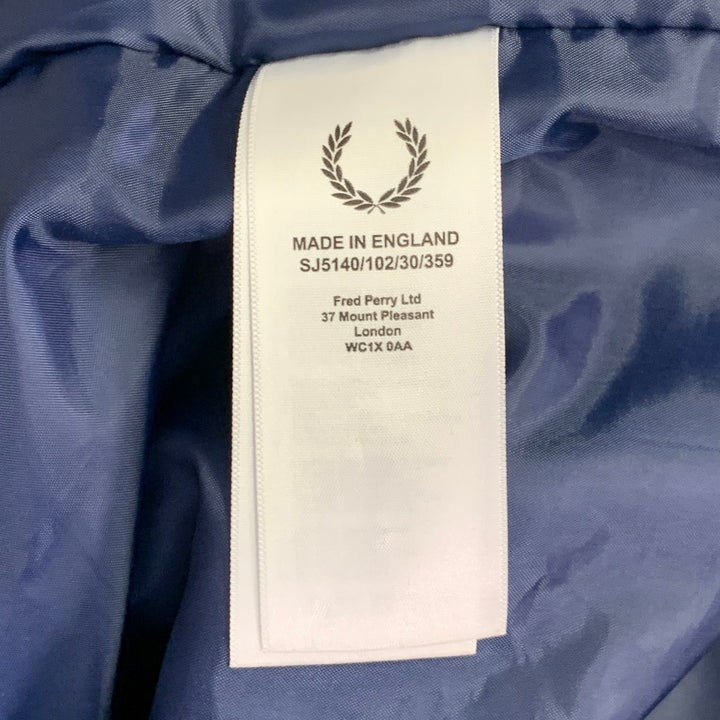 MADE IN ENGLAND
SJ5140/102/30/359
Fred Perry Ltd
37 Mount Pleasant
London
WC1X 0AA